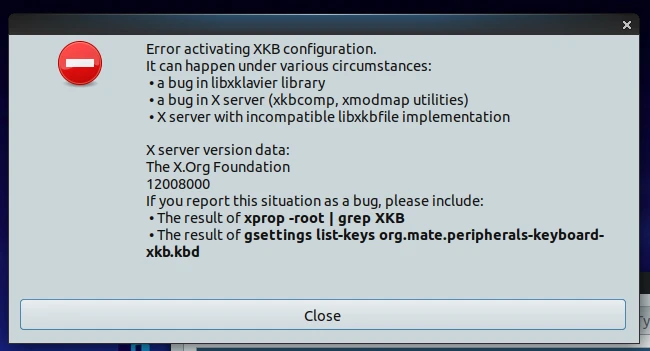 Error activating XKB configuration.
It can happen under various circumstances:
• a bug in libxklavier library
• a bug in X server (xkbcomp, xmodmap utilities)
• X server with incompatible libxkbfile implementation
X server version data:
The X.Org Foundation
12008000
If you report this situation as a bug, please include:
• The result of xprop -root | grep XKB
• The result of gsettings list-keys org.mate.peripherals-keyboard-
xkb.kbd
Close